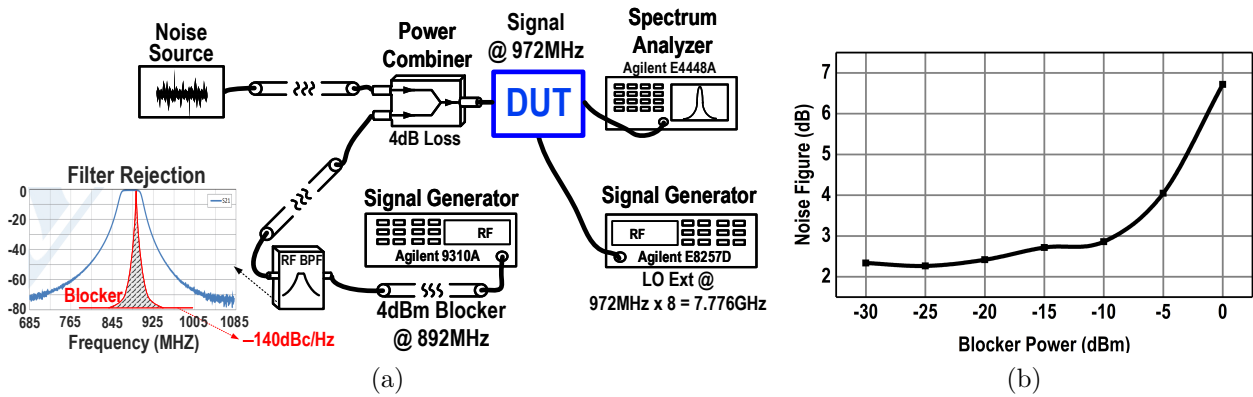 Noise
Source
Power
Combiner
4dB Loss
Signal
@ 972MHz
DUT
Spectrum
Analyzer
Agilent E4448A
Filter Rejection
0
-20
-40
-60
-80
S21
Blocker
685 765 845 925 1005 1085
Frequency (MHZ)
–140dBc/Hz
RF BPF
Signal Generator
RF
Agilent 9310A
4dBm Blocker
@ 892MHz
Signal Generator
RF
Agilent E8257D
LO Ext @
972MHz x 8 = 7.776GHz
(a)
Noise Figure (dB)
7
6
5
4
3
2
-30 -25 -20 -15 -10 -5 0
Blocker Power (dBm)
(b)